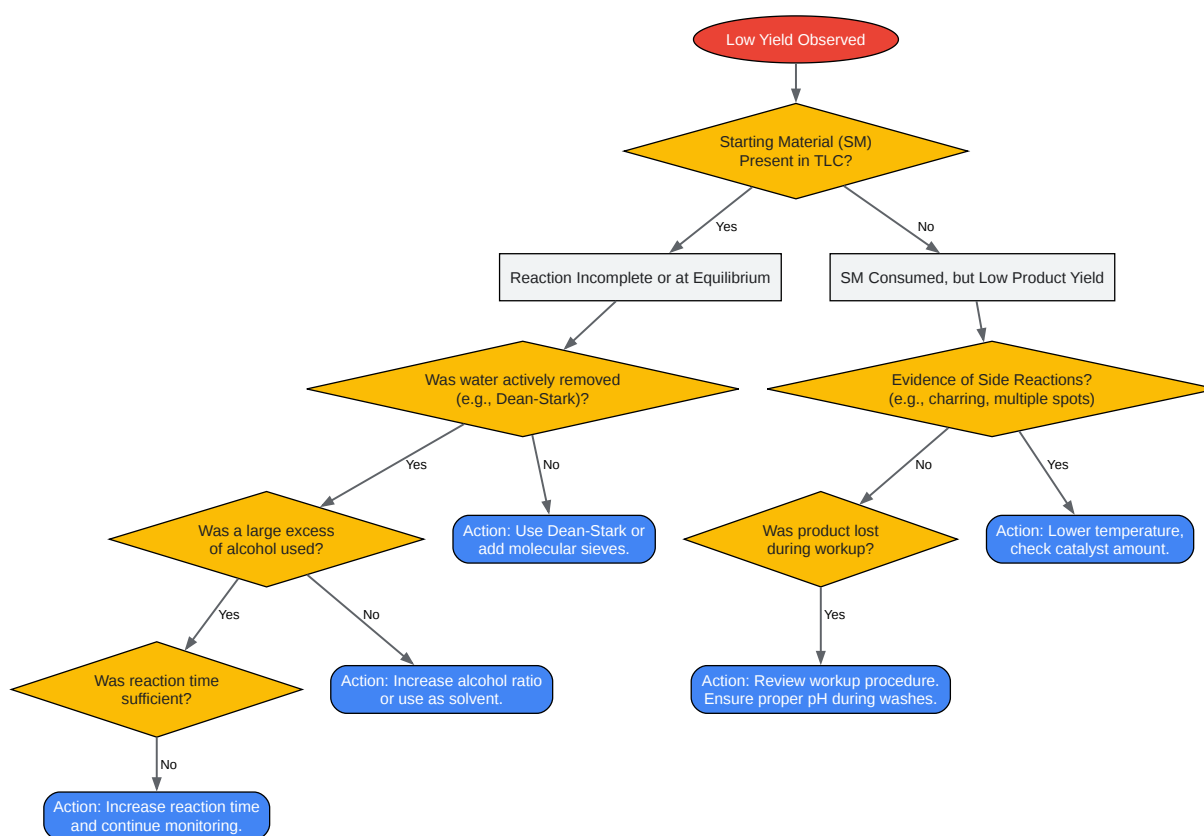 Low Yield Observed
Starting Material (SM)
Present in TLC?
Yes
No
Reaction Incomplete or at Equilibrium
SM Consumed, but Low Product Yield
Was water actively removed
(e.g., Dean-Stark)?
Evidence of Side Reactions?
(e.g., charring, multiple spots)
Yes
No
No
Yes
Was a large excess
of alcohol used?
Action: Use Dean-Stark or
add molecular sieves.
Was product lost
during workup?
Action: Lower temperature,
check catalyst amount.
Yes
No
Yes
Was reaction time
sufficient?
Action: Increase alcohol ratio
or use as solvent.
Action: Review workup procedure.
Ensure proper pH during washes.
No
Action: Increase reaction time
and continue monitoring.